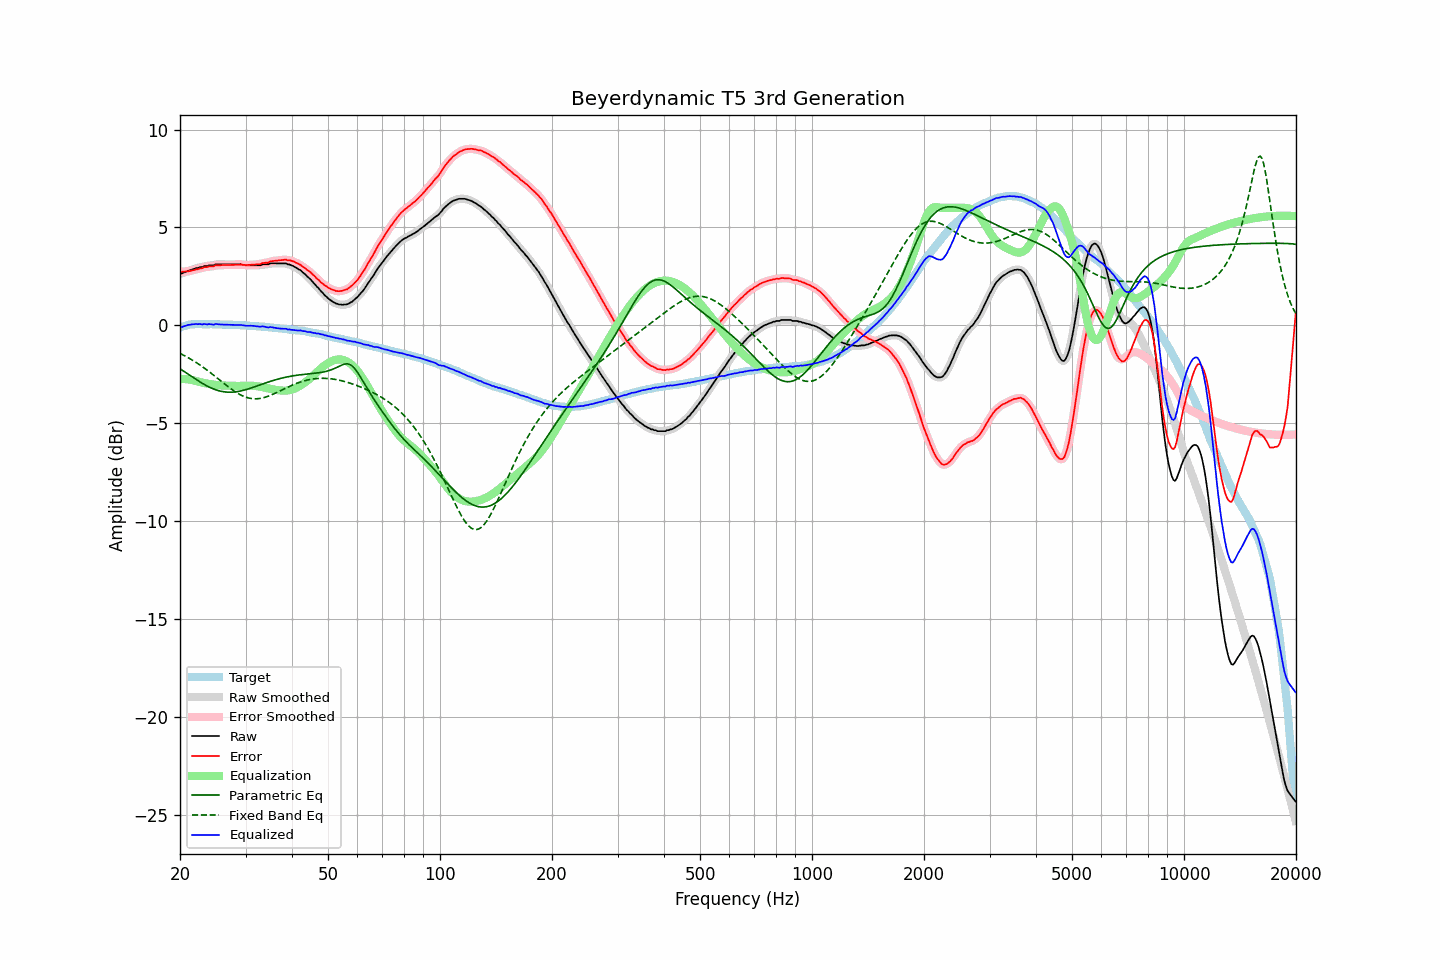 Beyerdynamic T5 3rd Generation
10
5
0
−5
−10
−15
−20
−25
Amplitude (dBr)
Target
Raw Smoothed
Error Smoothed
Raw
Error
Equalization
Parametric Eq
Fixed Band Eq
Equalized
20 50 100 200 500 1000 2000 5000 10000 20000
Frequency (Hz)